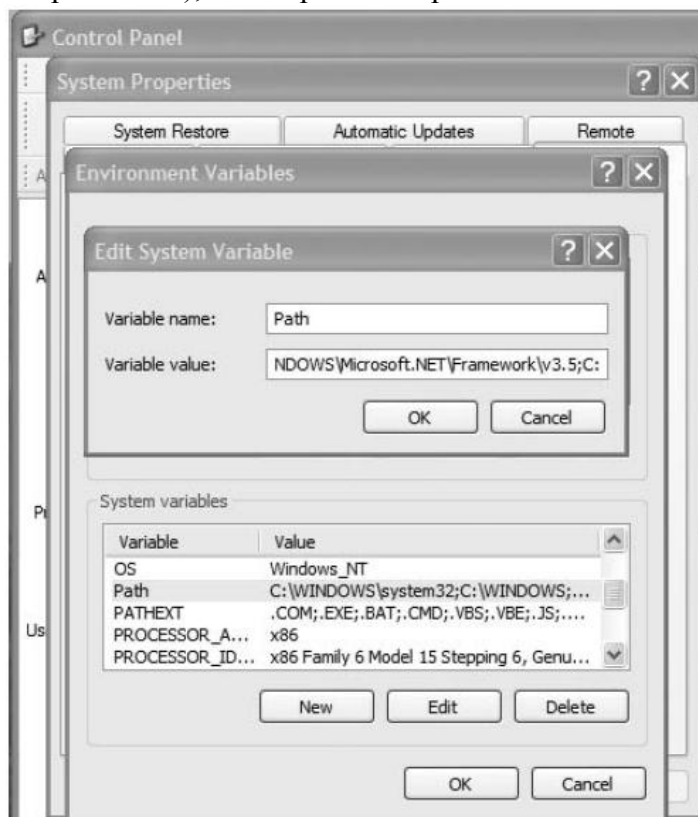 Control Panel
System Properties
System Restore Automatic Updates Remote
A
Environment Variables
Edit System Variable
A
Variable name: Path
Variable value: NDOWS\Microsoft.NET\Framework\v3.5;C:
OK Cancel
System variables
Variable Value
OS Windows_NT
Path C:\WINDOWS\system32;C:\WINDOWS;...
PATHEXT .COM;.EXE;.BAT;.CMD;.VBS;.VBE;.JS;....
PROCESSOR_A... x86
PROCESSOR_ID... x86 Family 6 Model 15 Stepping 6, Genu...
Us
New Edit Delete
OK Cancel